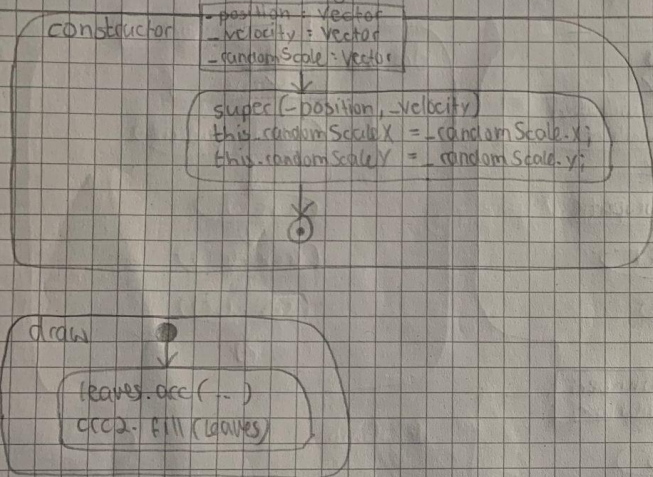 constructor
_position: Vector
_velocity: Vector
_randomScale: Vector
super(_position, _velocity)
this.randomScaleX = _randomScale.x;
this.randomScaleY = _randomScale.y;
draw
leaves.arc(...)
crc2.fill(leaves)